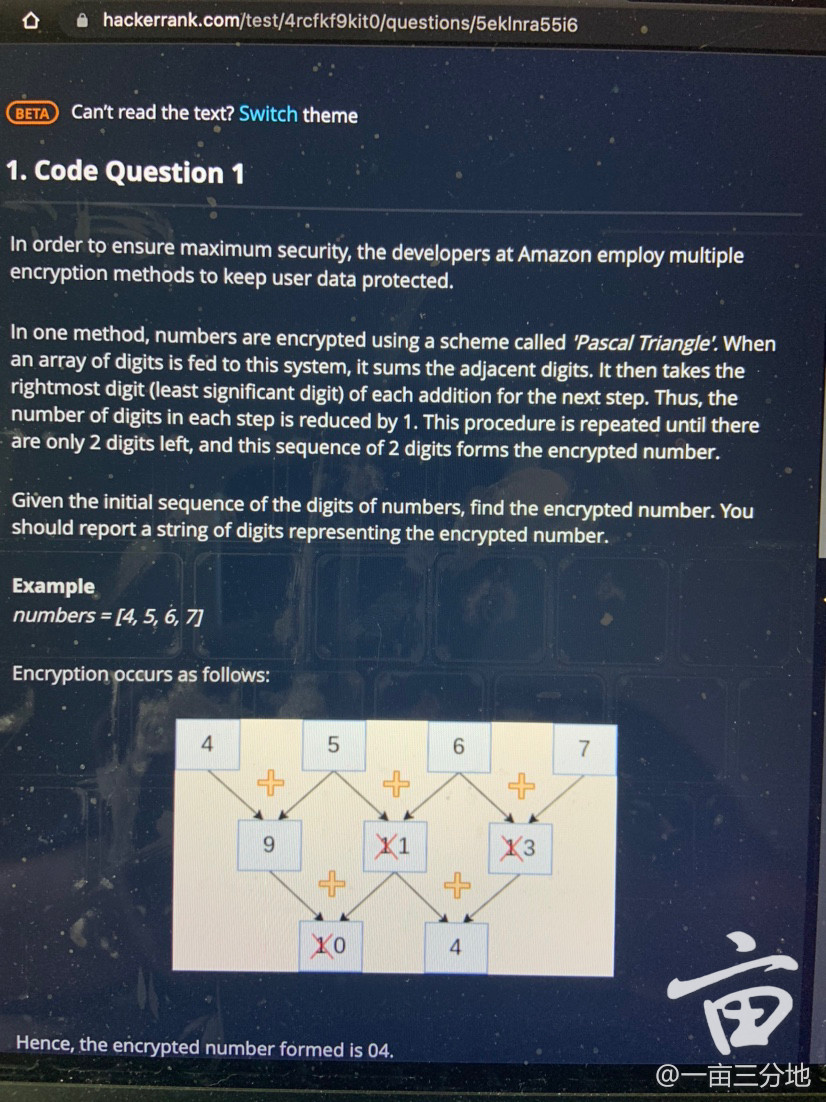 hackerrank.com/test/4rcfkf9kit0/questions/5eklnra55i6
BETA Can't read the text? Switch theme
1. Code Question 1
In order to ensure maximum security, the developers at Amazon employ multiple
encryption methods to keep user data protected.
In one method, numbers are encrypted using a scheme called 'Pascal Triangle'. When
an array of digits is fed to this system, it sums the adjacent digits. It then takes the
rightmost digit (least significant digit) of each addition for the next step. Thus, the
number of digits in each step is reduced by 1. This procedure is repeated until there
are only 2 digits left, and this sequence of 2 digits forms the encrypted number.
Given the initial sequence of the digits of numbers, find the encrypted number. You
should report a string of digits representing the encrypted number.
Example
numbers = [4, 5, 6, 7]
Encryption occurs as follows:
4 5 6 7
+ + +
9 11 13
+ +
10 4
Hence, the encrypted number formed is 04.
亩
@一亩三分地